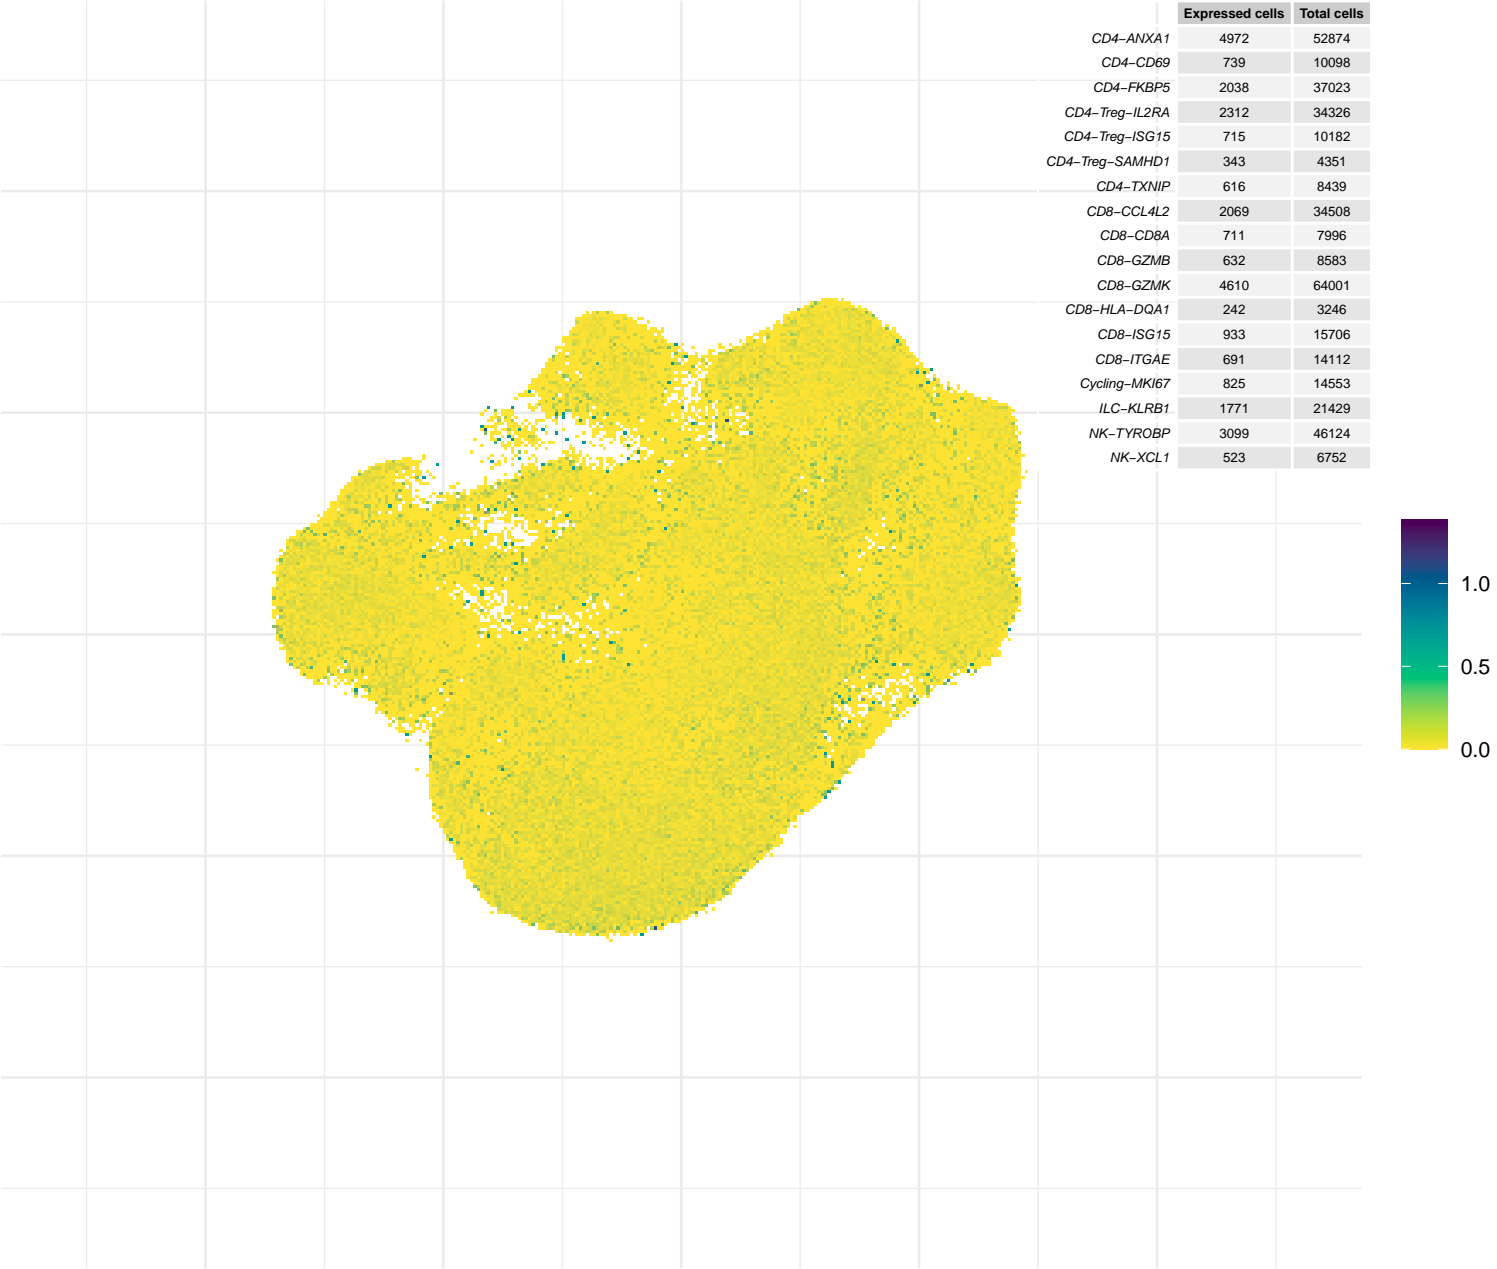 Expressed cells Total cells
CD4−ANXA1 4972 52874
CD4−CD69 739 10098
CD4−FKBP5 2038 37023
CD4−Treg−IL2RA 2312 34326
CD4−Treg−ISG15 715 10182
CD4−Treg−SAMHD1 343 4351
CD4−TXNIP 616 8439
CD8−CCL4L2 2069 34508
CD8−CD8A 711 7996
CD8−GZMB 632 8583
CD8−GZMK 4610 64001
CD8−HLA−DQA1 242 3246
CD8−ISG15 933 15706
CD8−ITGAE 691 14112
Cycling−MKI67 825 14553
ILC−KLRB1 1771 21429
NK−TYROBP 3099 46124
NK−XCL1 523 6752
1.0
0.5
0.0